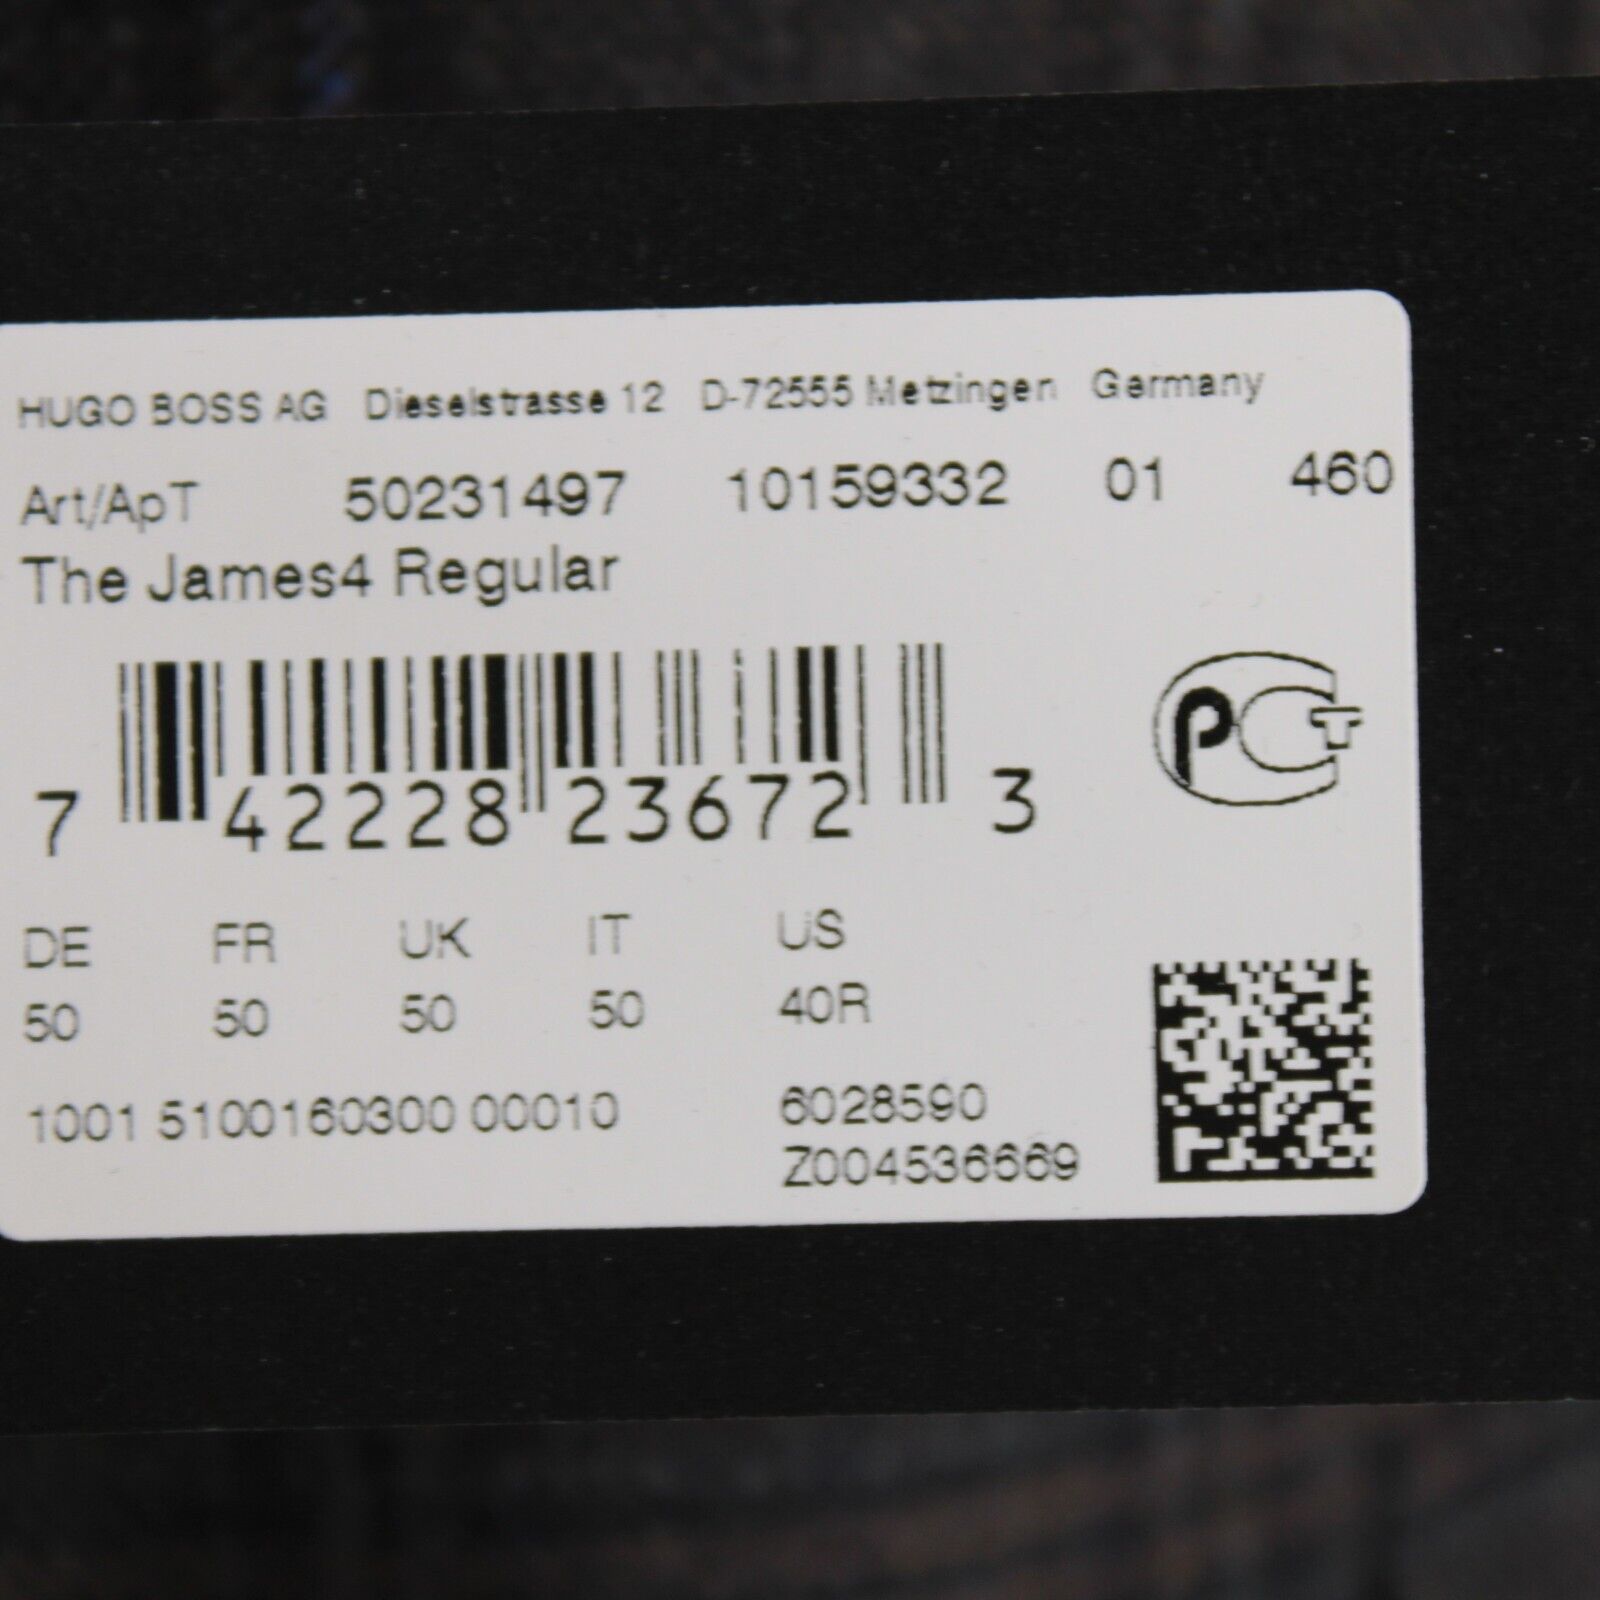 HUGO BOSS AG Dieselstrasse 12 D-72555 Metzingen Germany
Art/ApT 50231497 10159332 01 460
The James4 Regular
7 42228 23672 3
PCT
DE FR UK IT US
50 50 50 50 40R
1001 5100160300 00010 6028590
Z004536669